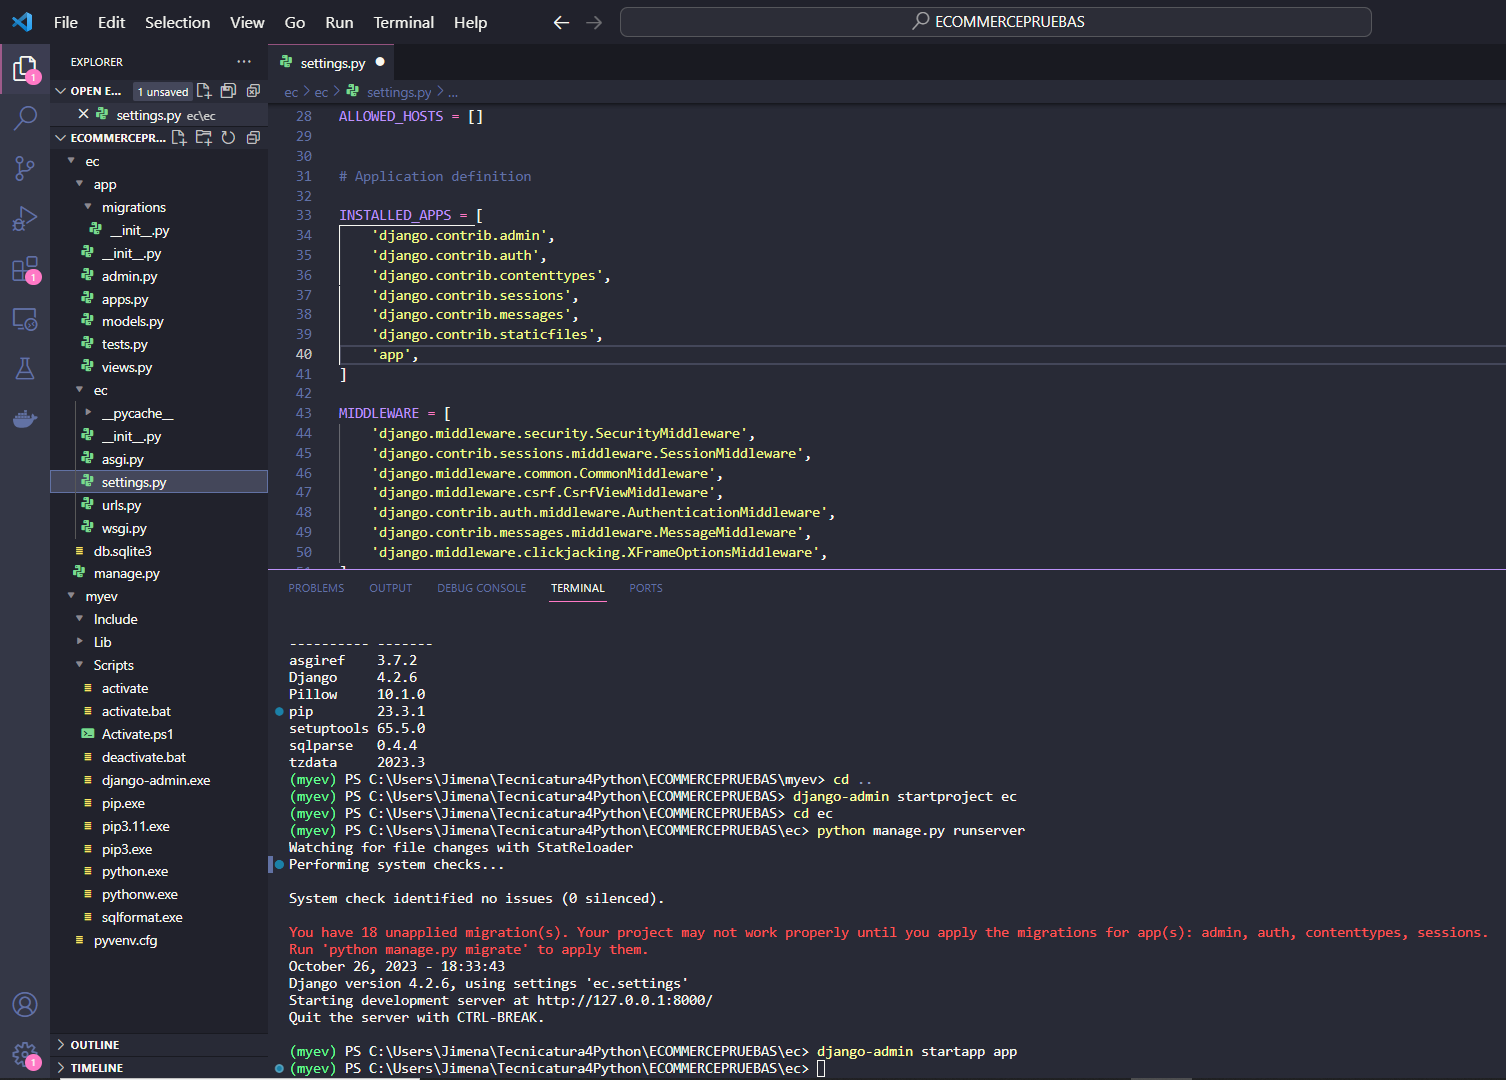 File Edit Selection View Go Run Terminal Help
ECOMMERCEPRUEBAS
EXPLORER
OPEN E... 1 unsaved
settings.py ec\ec
ECOMMERCEPR...
ec
app
migrations
__init__.py
__init__.py
admin.py
apps.py
models.py
tests.py
views.py
ec
__pycache__
__init__.py
asgi.py
settings.py
urls.py
wsgi.py
db.sqlite3
manage.py
myev
Include
Lib
Scripts
activate
activate.bat
Activate.ps1
deactivate.bat
django-admin.exe
pip.exe
pip3.11.exe
pip3.exe
python.exe
pythonw.exe
sqlformat.exe
pyvenv.cfg
OUTLINE
TIMELINE
1
1
1
settings.py
ec > ec > settings.py > ...
28 ALLOWED_HOSTS = []
29
30
31 # Application definition
32
33 INSTALLED_APPS = [
34 'django.contrib.admin',
35 'django.contrib.auth',
36 'django.contrib.contenttypes',
37 'django.contrib.sessions',
38 'django.contrib.messages',
39 'django.contrib.staticfiles',
40 'app',
41 ]
42
43 MIDDLEWARE = [
44 'django.middleware.security.SecurityMiddleware',
45 'django.contrib.sessions.middleware.SessionMiddleware',
46 'django.middleware.common.CommonMiddleware',
47 'django.middleware.csrf.CsrfViewMiddleware',
48 'django.contrib.auth.middleware.AuthenticationMiddleware',
49 'django.contrib.messages.middleware.MessageMiddleware',
50 'django.middleware.clickjacking.XFrameOptionsMiddleware',
51 ]
PROBLEMS OUTPUT DEBUG CONSOLE TERMINAL PORTS
---------- -------
asgiref 3.7.2
Django 4.2.6
Pillow 10.1.0
pip 23.3.1
setuptools 65.5.0
sqlparse 0.4.4
tzdata 2023.3
(myev) PS C:\Users\Jimena\Tecnicatura4Python\ECOMMERCEPRUEBAS\myev> cd ..
(myev) PS C:\Users\Jimena\Tecnicatura4Python\ECOMMERCEPRUEBAS> django-admin startproject ec
(myev) PS C:\Users\Jimena\Tecnicatura4Python\ECOMMERCEPRUEBAS> cd ec
(myev) PS C:\Users\Jimena\Tecnicatura4Python\ECOMMERCEPRUEBAS\ec> python manage.py runserver
Watching for file changes with StatReloader
Performing system checks...
System check identified no issues (0 silenced).
You have 18 unapplied migration(s). Your project may not work properly until you apply the migrations for app(s): admin, auth, contenttypes, sessions.
Run 'python manage.py migrate' to apply them.
October 26, 2023 - 18:33:43
Django version 4.2.6, using settings 'ec.settings'
Starting development server at http://127.0.0.1:8000/
Quit the server with CTRL-BREAK.
(myev) PS C:\Users\Jimena\Tecnicatura4Python\ECOMMERCEPRUEBAS\ec> django-admin startapp app
(myev) PS C:\Users\Jimena\Tecnicatura4Python\ECOMMERCEPRUEBAS\ec>